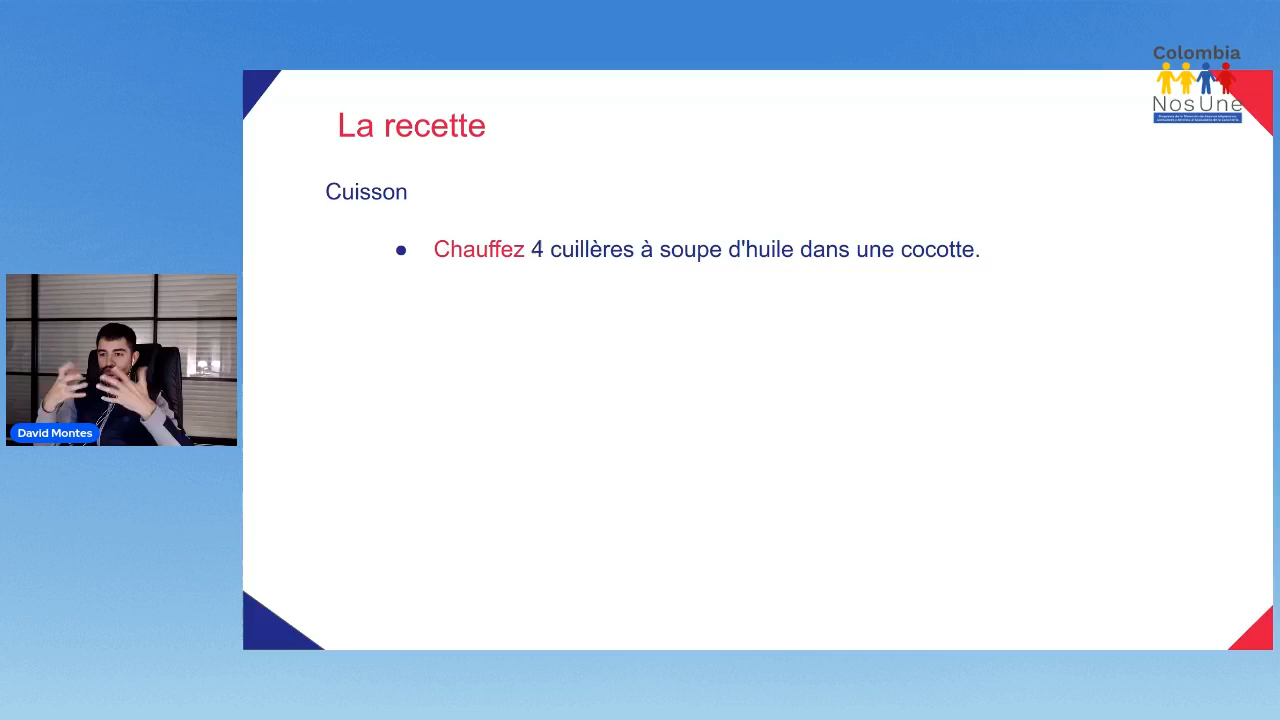 Colombia
NosUne
La recette
Cuisson
● Chauffez 4 cuillères à soupe d'huile dans une cocotte.
David Montes